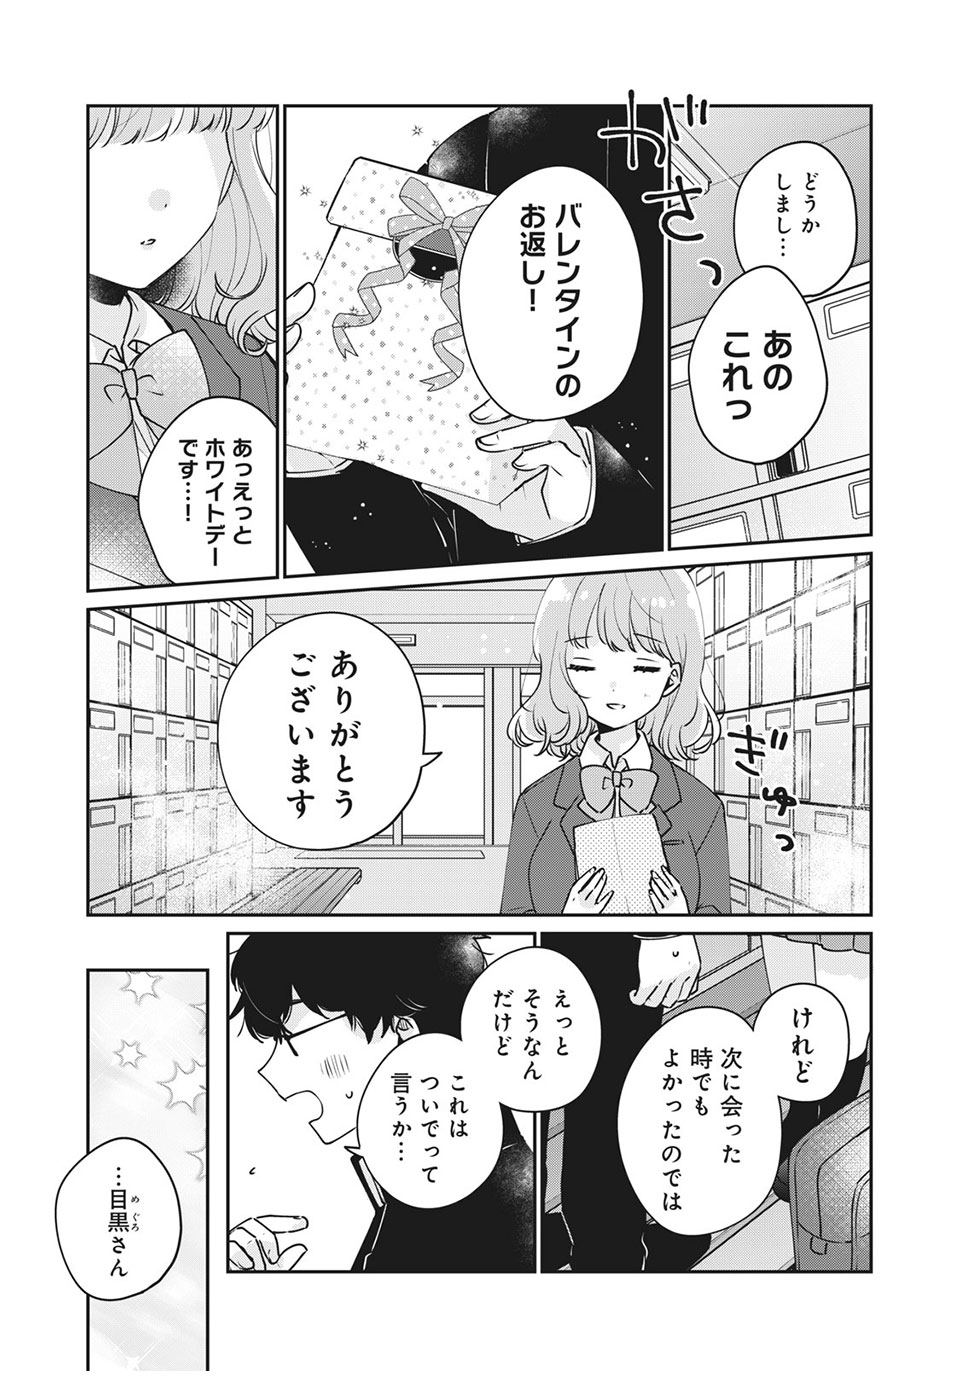 どうか
しまし…
がさっ
あの
これっ
バレンタインの
お返し！
あっえっと
ホワイトデー
です…！
ありがとう
ございます
ぎゅっ
けれど
次に会った
時でも
よかったのでは
えっと
そうなん
だけど
これは
ついでって
言うか…
…目黒さん
めぐろ